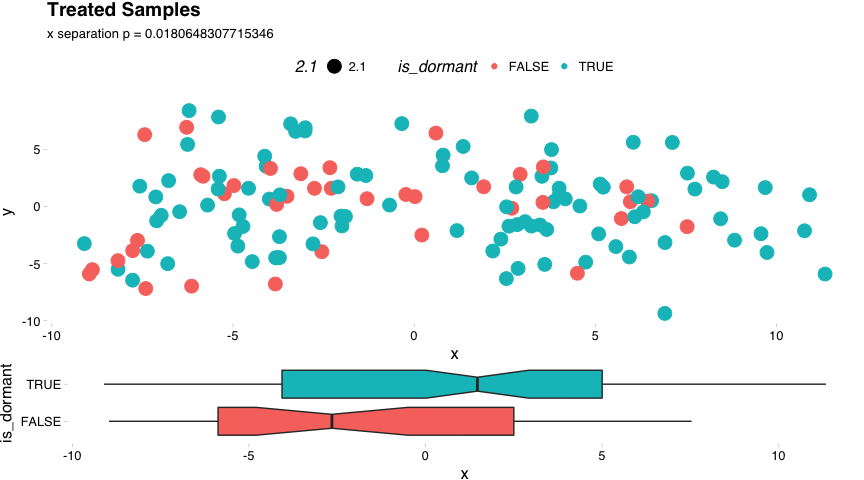 Treated Samples
x separation p = 0.0180648307715346
2.1 2.1 is_dormant FALSE TRUE
5
0
-5
-10
y
-10 -5 0 5 10
x
TRUE
FALSE
is_dormant
-10 -5 0 5 10
x